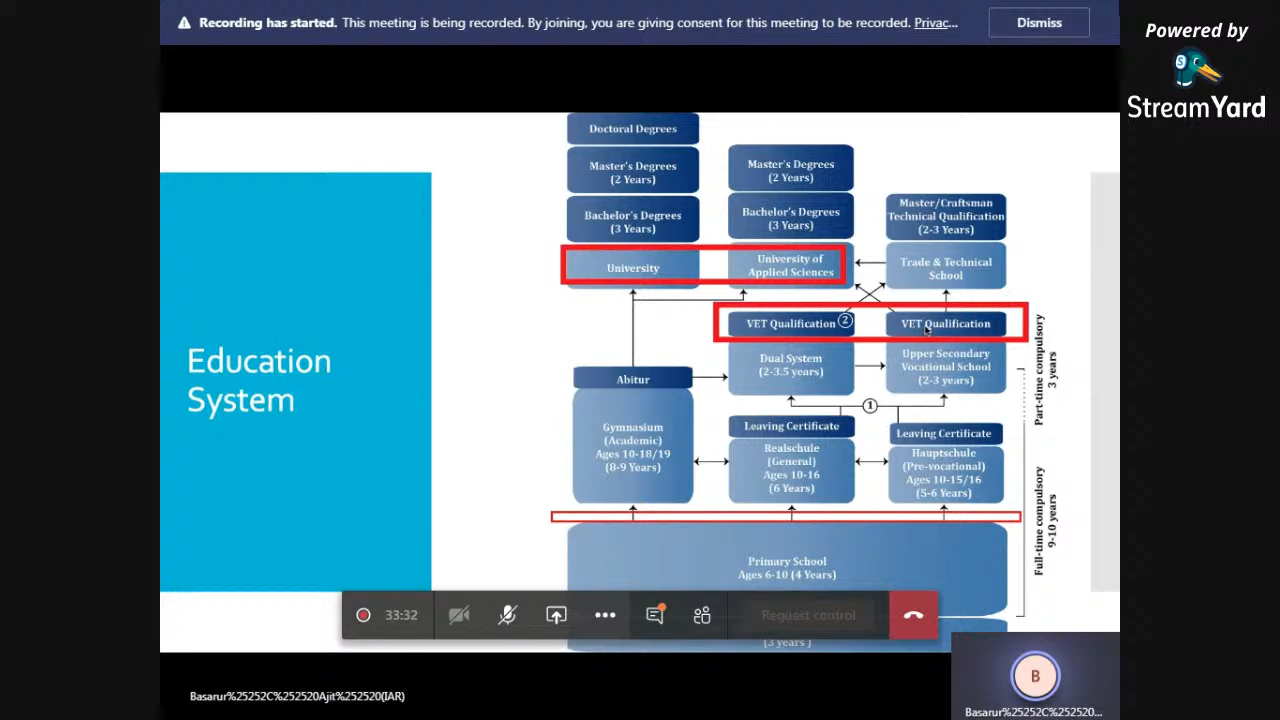 Recording has started. This meeting is being recorded. By joining, you are giving consent for this meeting to be recorded. Privac...
Dismiss
Powered by
StreamYard
Education
System
Doctoral Degrees
Master's Degrees
(2 Years)
Bachelor's Degrees
(3 Years)
University
Master's Degrees
(2 Years)
Bachelor's Degrees
(3 Years)
University of
Applied Sciences
Master/Craftsman
Technical Qualification
(2-3 Years)
Trade & Technical
School
VET Qualification
2
VET Qualification
Dual System
(2-3.5 years)
Upper Secondary
Vocational School
(2-3 years)
1
Abitur
Gymnasium
(Academic)
Ages 10-18/19
(8-9 Years)
Leaving Certificate
Realschule
(General)
Ages 10-16
(6 Years)
Leaving Certificate
Hauptschule
(Pre-vocational)
Ages 10-15/16
(5-6 Years)
Part-time compulsory
3 years
Full-time compulsory
9-10 years
Primary School
Ages 6-10 (4 Years)
(3 years )
33:32
Request control
B
Basarur%25252C%252520...
Basarur%25252C%252520Ajit%252520(IAR)